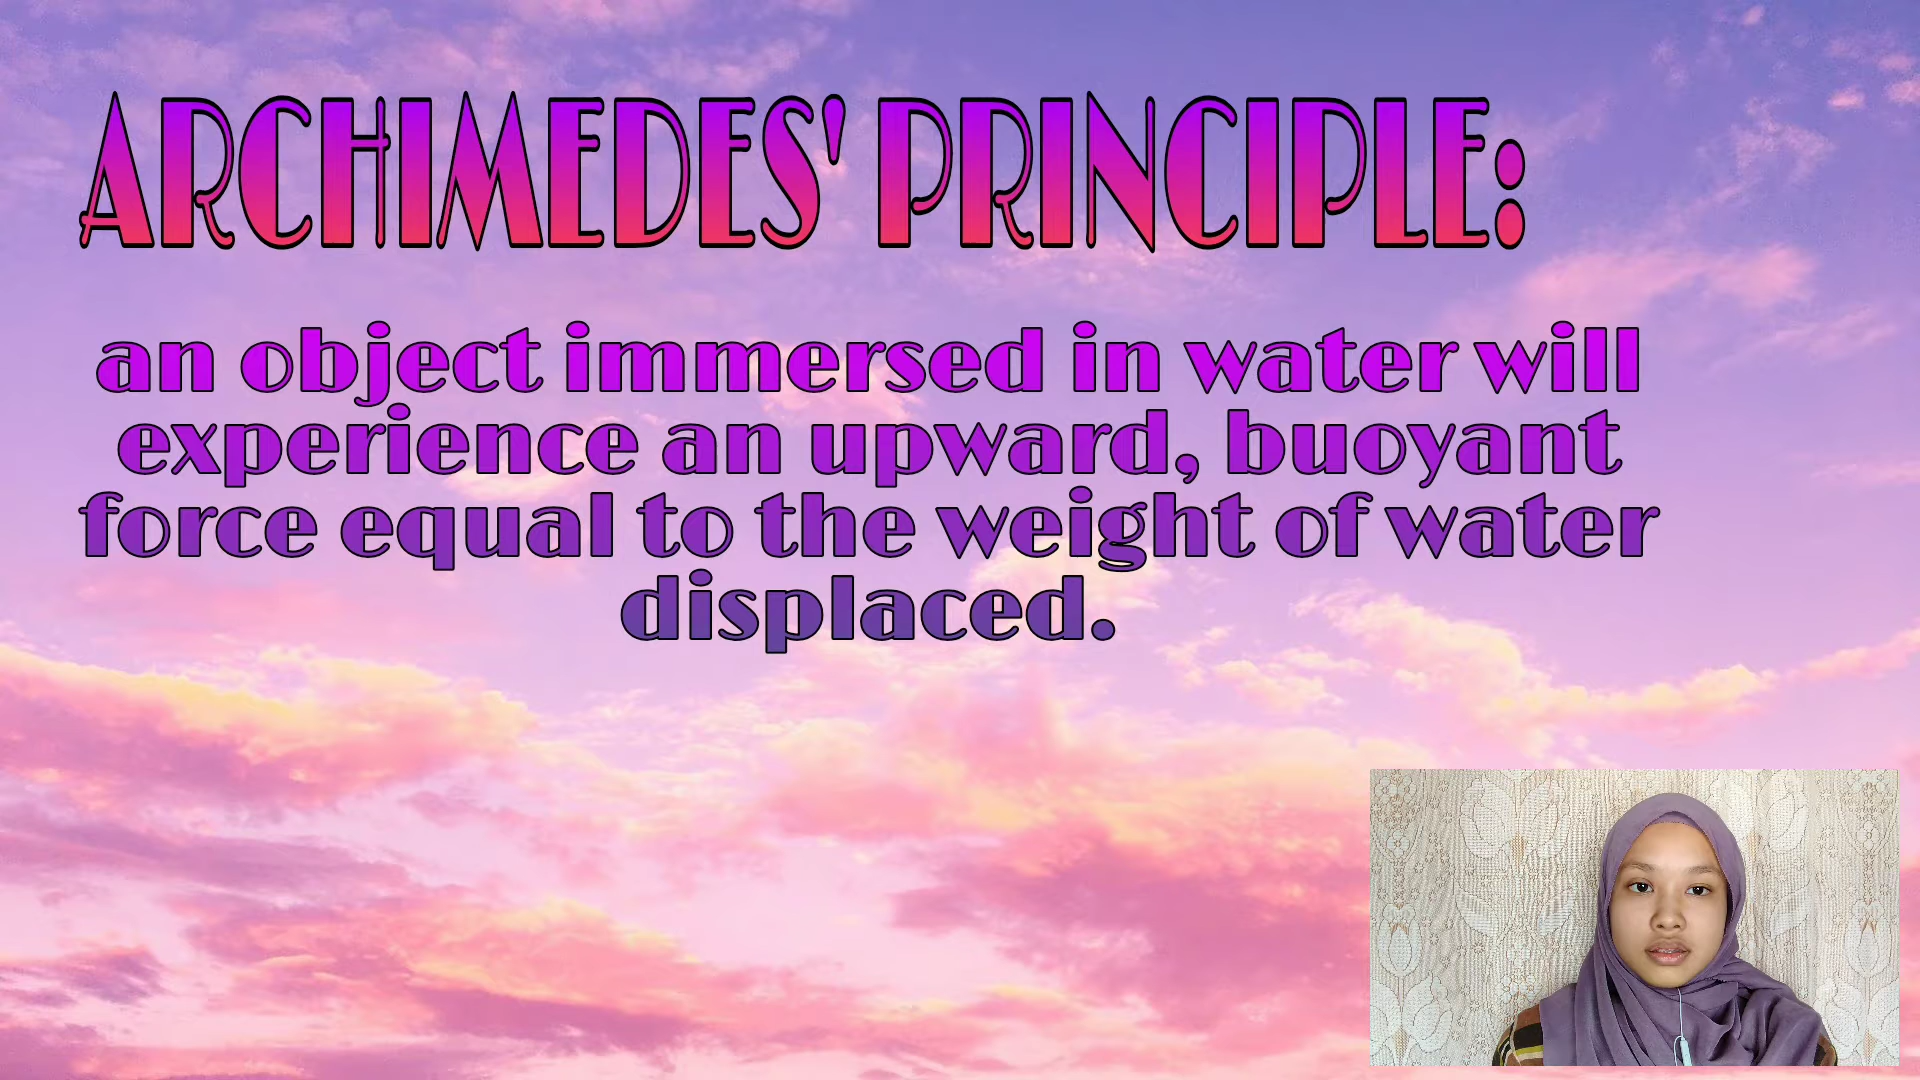 ARCHIMEDES' PRINCIPLE:
an object immersed in water will
experience an upward, buoyant
force equal to the weight of water
displaced.